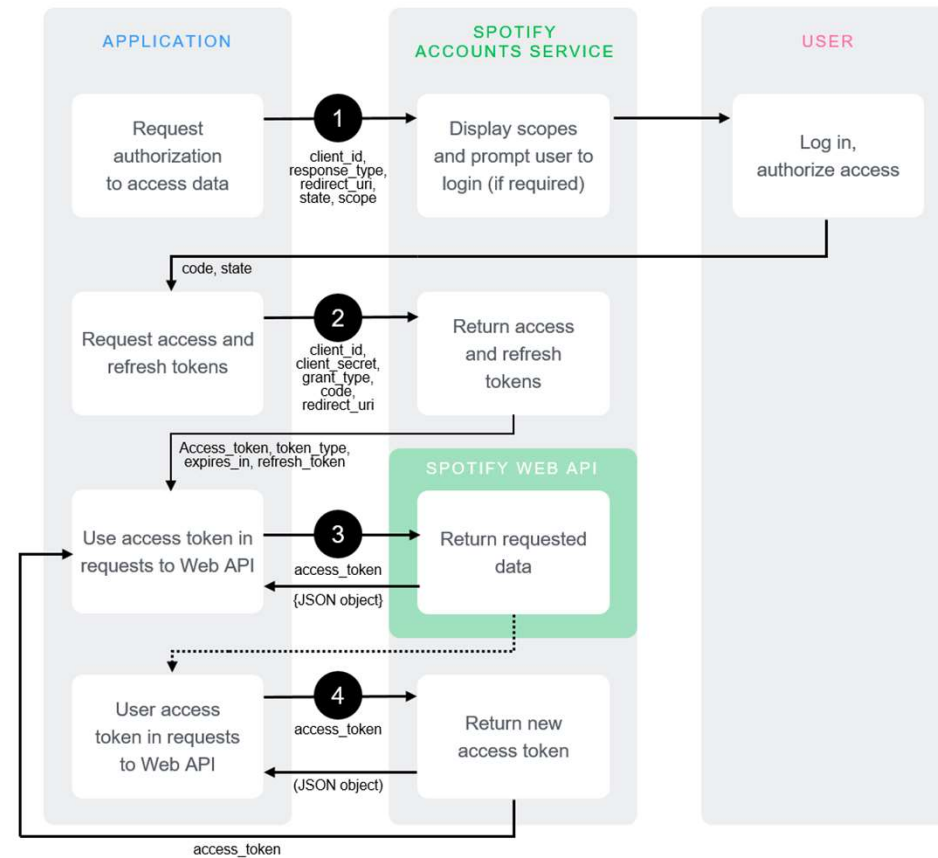 APPLICATION
SPOTIFY
ACCOUNTS SERVICE
USER
Request
authorization
to access data
1
client_id,
response_type,
redirect_uri,
state, scope
Display scopes
and prompt user to
login (if required)
Log in,
authorize access
code, state
Request access and
refresh tokens
2
client_id,
client_secret,
grant_type,
code,
redirect_uri
Return access
and refresh
tokens
Access_token, token_type,
expires_in, refresh_token
SPOTIFY WEB API
Use access token in
requests to Web API
3
access_token
{JSON object}
Return requested
data
User access
token in requests
to Web API
4
access_token
(JSON object)
Return new
access token
access_token